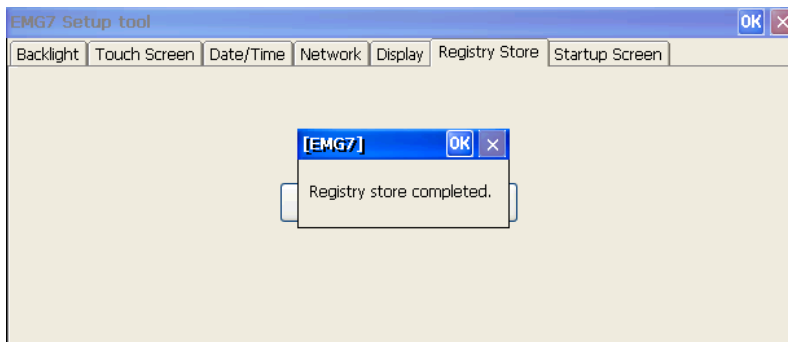 EMG7 Setup tool OK
Backlight Touch Screen Date/Time Network Display Registry Store Startup Screen
[EMG7] OK
Registry store completed.